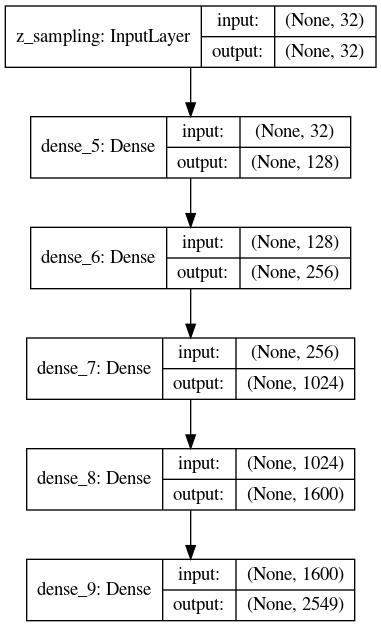 z_sampling: InputLayer
input: (None, 32)
output: (None, 32)
dense_5: Dense
input: (None, 32)
output: (None, 128)
dense_6: Dense
input: (None, 128)
output: (None, 256)
dense_7: Dense
input: (None, 256)
output: (None, 1024)
dense_8: Dense
input: (None, 1024)
output: (None, 1600)
dense_9: Dense
input: (None, 1600)
output: (None, 2549)